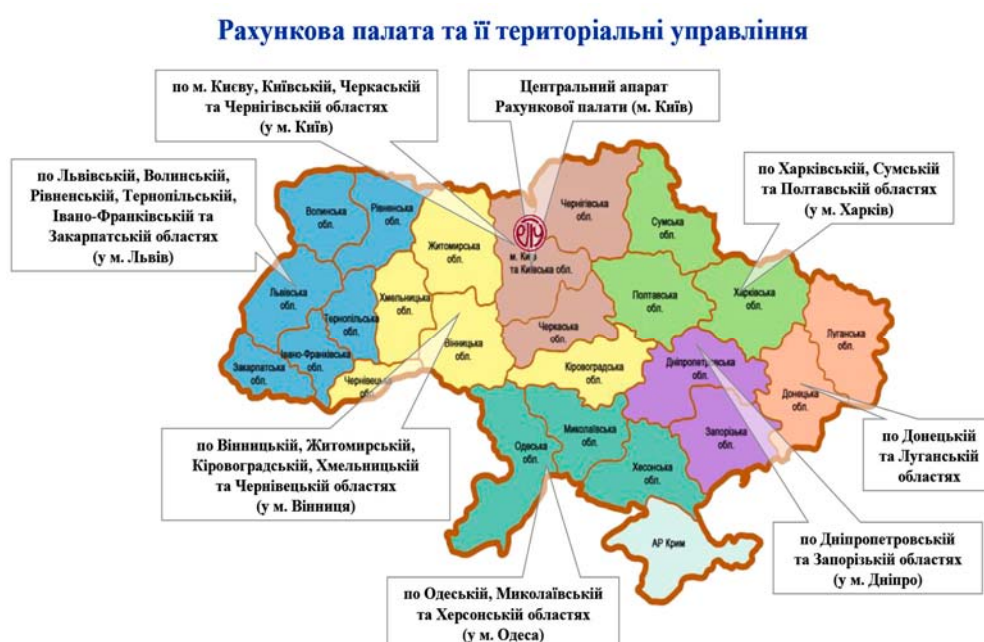 Рахункова палата та її територіальні управління
по м. Києву, Київській, Черкаській
та Чернігівській областях
(у м. Київ)
Центральний апарат
Рахункової палати (м. Київ)
по Львівській, Волинській,
Рівненській, Тернопільській,
Івано-Франківській та
Закарпатській областях
(у м. Львів)
по Харківській, Сумській
та Полтавській областях
(у м. Харків)
Волинська
обл.
Рівненська
обл.
Житомирська
обл.
Чернігівська
обл.
Сумська
обл.
м. Київ
та Київська обл.
Львівська
обл.
Тернопільська
обл.
Хмельницька
обл.
Полтавська
обл.
Харківська
обл.
Луганська
обл.
Черкаська
обл.
Вінницька
обл.
Івано-Франківська
обл.
Закарпатська
обл.
Чернівецька
обл.
Кіровоградська
обл.
Дніпропетровська
обл.
Донецька
обл.
Запорізька
обл.
Миколаївська
обл.
Одеська
обл.
Херсонська
обл.
АР Крим
по Вінницькій, Житомирській,
Кіровоградській, Хмельницькій
та Чернівецькій областях
(у м. Вінниця)
по Донецькій
та Луганській
областях
по Дніпропетровській
та Запорізькій областях
(у м. Дніпро)
по Одеській, Миколаївській
та Херсонській областях
(у м. Одеса)